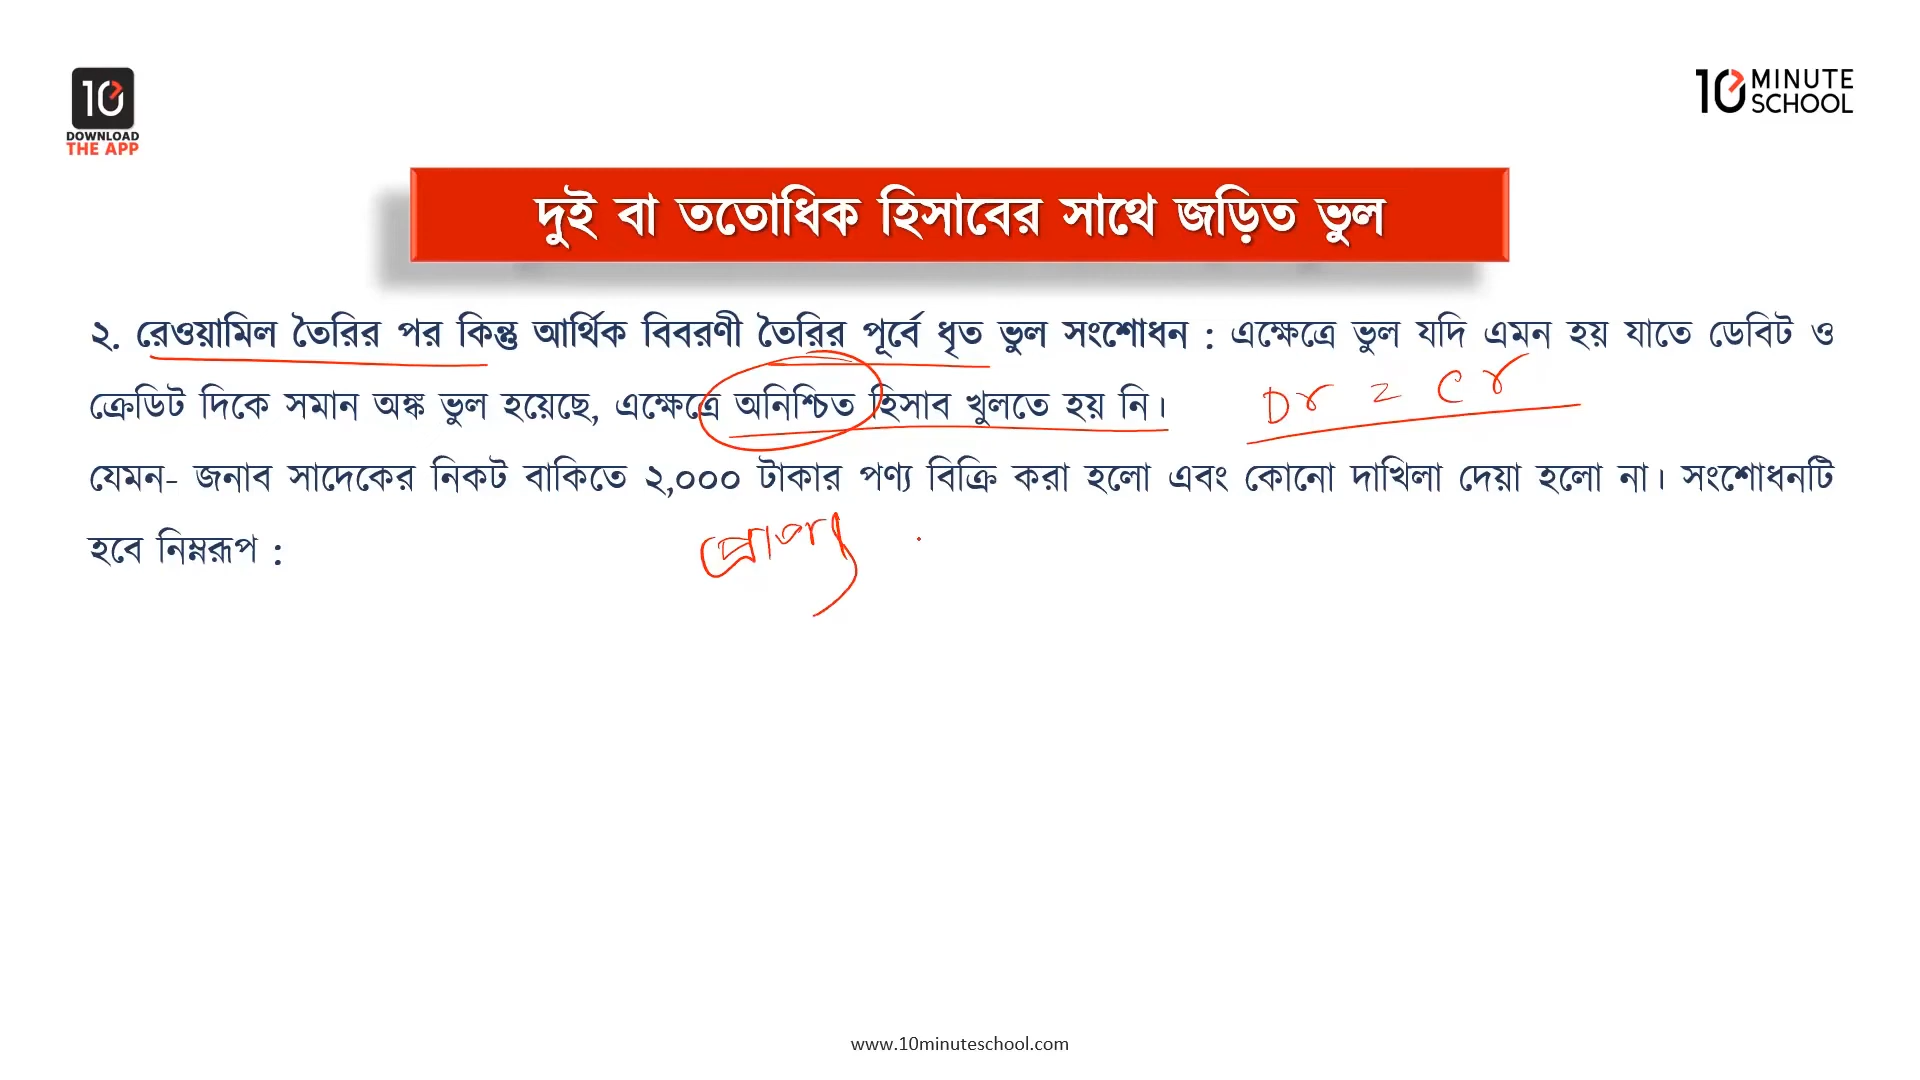 10
DOWNLOAD
THE APP
10 MINUTE
SCHOOL
দুই বা ততোধিক হিসাবের সাথে জড়িত ভুল
২. রেওয়ামিল তৈরির পর কিন্তু আর্থিক বিবরণী তৈরির পূর্বে ধৃত ভুল সংশোধন : এক্ষেত্রে ভুল যদি এমন হয় যাতে ডেবিট ও
ক্রেডিট দিকে সমান অঙ্ক ভুল হয়েছে, এক্ষেত্রে অনিশ্চিত হিসাব খুলতে হয় নি।
Dr = Cr
যেমন- জনাব সাদেকের নিকট বাকিতে ২,০০০ টাকার পণ্য বিক্রি করা হলো এবং কোনো দাখিলা দেয়া হলো না। সংশোধনটি
হবে নিম্নরূপ :
প্রাপ্য
www.10minuteschool.com